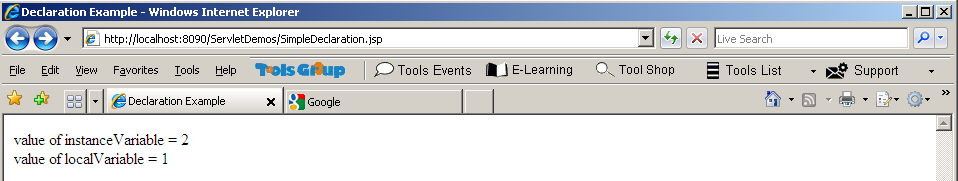 Declaration Example - Windows Internet Explorer
http://localhost:8090/ServletDemos/SimpleDeclaration.jsp
Live Search
File Edit View Favorites Tools Help
Tools Group
Tools Events
E-Learning
Tool Shop
Tools List
Support
Declaration Example
Google
value of instanceVariable = 2
value of localVariable = 1